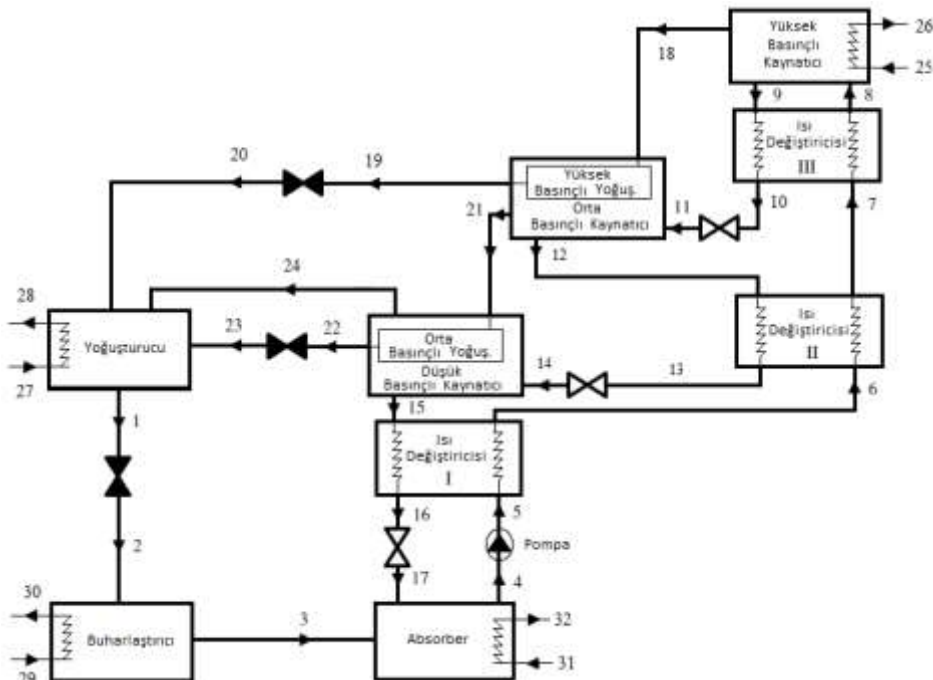 Yüksek
Basınçlı
Kaynatıcı
26
25
18
9
8
Isı
Değiştiricisi
III
20
19
Yüksek
Basınçlı Yoğuş.
Orta
Basınçlı Kaynatıcı
21
11
10
7
12
24
28
Yoğuşturucu
27
23
22
Orta
Basınçlı Yoğuş.
Düşük
Basınçlı Kaynatıcı
14
13
Isı
Değiştiricisi
II
6
1
15
Isı
Değiştiricisi
I
16
5
Pompa
2
17
4
30
Buharlaştırıcı
29
3
Absorber
32
31